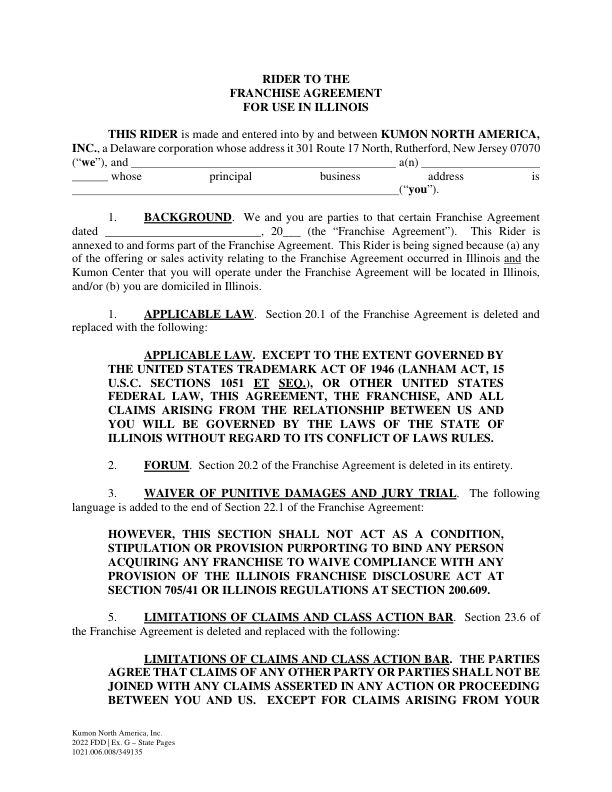 RIDER TO THE
FRANCHISE AGREEMENT
FOR USE IN ILLINOIS
THIS RIDER is made and entered into by and between KUMON NORTH AMERICA,
INC., a Delaware corporation whose address it 301 Route 17 North, Rutherford, New Jersey 07070
(“we”), and _____________________________________________ a(n) ____________________
______ whose principal business address is
_______________________________________________________(“you”).
1. BACKGROUND. We and you are parties to that certain Franchise Agreement
dated __________________________, 20___ (the “Franchise Agreement”). This Rider is
annexed to and forms part of the Franchise Agreement. This Rider is being signed because (a) any
of the offering or sales activity relating to the Franchise Agreement occurred in Illinois and the
Kumon Center that you will operate under the Franchise Agreement will be located in Illinois,
and/or (b) you are domiciled in Illinois.
1. APPLICABLE LAW. Section 20.1 of the Franchise Agreement is deleted and
replaced with the following:
APPLICABLE LAW. EXCEPT TO THE EXTENT GOVERNED BY
THE UNITED STATES TRADEMARK ACT OF 1946 (LANHAM ACT, 15
U.S.C. SECTIONS 1051 ET SEQ.), OR OTHER UNITED STATES
FEDERAL LAW, THIS AGREEMENT, THE FRANCHISE, AND ALL
CLAIMS ARISING FROM THE RELATIONSHIP BETWEEN US AND
YOU WILL BE GOVERNED BY THE LAWS OF THE STATE OF
ILLINOIS WITHOUT REGARD TO ITS CONFLICT OF LAWS RULES.
2. FORUM. Section 20.2 of the Franchise Agreement is deleted in its entirety.
3. WAIVER OF PUNITIVE DAMAGES AND JURY TRIAL. The following
language is added to the end of Section 22.1 of the Franchise Agreement:
HOWEVER, THIS SECTION SHALL NOT ACT AS A CONDITION,
STIPULATION OR PROVISION PURPORTING TO BIND ANY PERSON
ACQUIRING ANY FRANCHISE TO WAIVE COMPLIANCE WITH ANY
PROVISION OF THE ILLINOIS FRANCHISE DISCLOSURE ACT AT
SECTION 705/41 OR ILLINOIS REGULATIONS AT SECTION 200.609.
5. LIMITATIONS OF CLAIMS AND CLASS ACTION BAR. Section 23.6 of
the Franchise Agreement is deleted and replaced with the following:
LIMITATIONS OF CLAIMS AND CLASS ACTION BAR. THE PARTIES
AGREE THAT CLAIMS OF ANY OTHER PARTY OR PARTIES SHALL NOT BE
JOINED WITH ANY CLAIMS ASSERTED IN ANY ACTION OR PROCEEDING
BETWEEN YOU AND US. EXCEPT FOR CLAIMS ARISING FROM YOUR
Kumon North America, Inc.
2022 FDD | Ex. G – State Pages
1021.006.008/349135